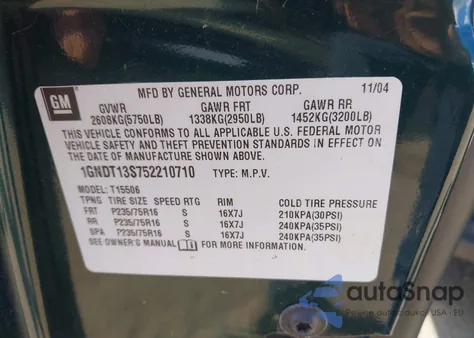 GM
MFD BY GENERAL MOTORS CORP. 11/04
GVWR GAWR FRT GAWR RR
2608KG(5750LB) 1338KG(2950LB) 1452KG(3200LB)
THIS VEHICLE CONFORMS TO ALL APPLICABLE U.S. FEDERAL MOTOR
VEHICLE SAFETY AND THEFT PREVENTION STANDARDS IN EFFECT ON
THE DATE OF MANUFACTURE SHOWN ABOVE.
1GNDT13S752210710 TYPE: M.P.V.
MODEL: T15506
TPNG TIRE SIZE SPEED RTG RIM COLD TIRE PRESSURE
FRT P235/75R16 S 16X7J 210KPA(30PSI)
RR P235/75R16 S 16X7J 240KPA(35PSI)
SPA P235/75R16 S 16X7J 240KPA(35PSI)
SEE OWNER'S MANUAL FOR MORE INFORMATION.
autoSnap